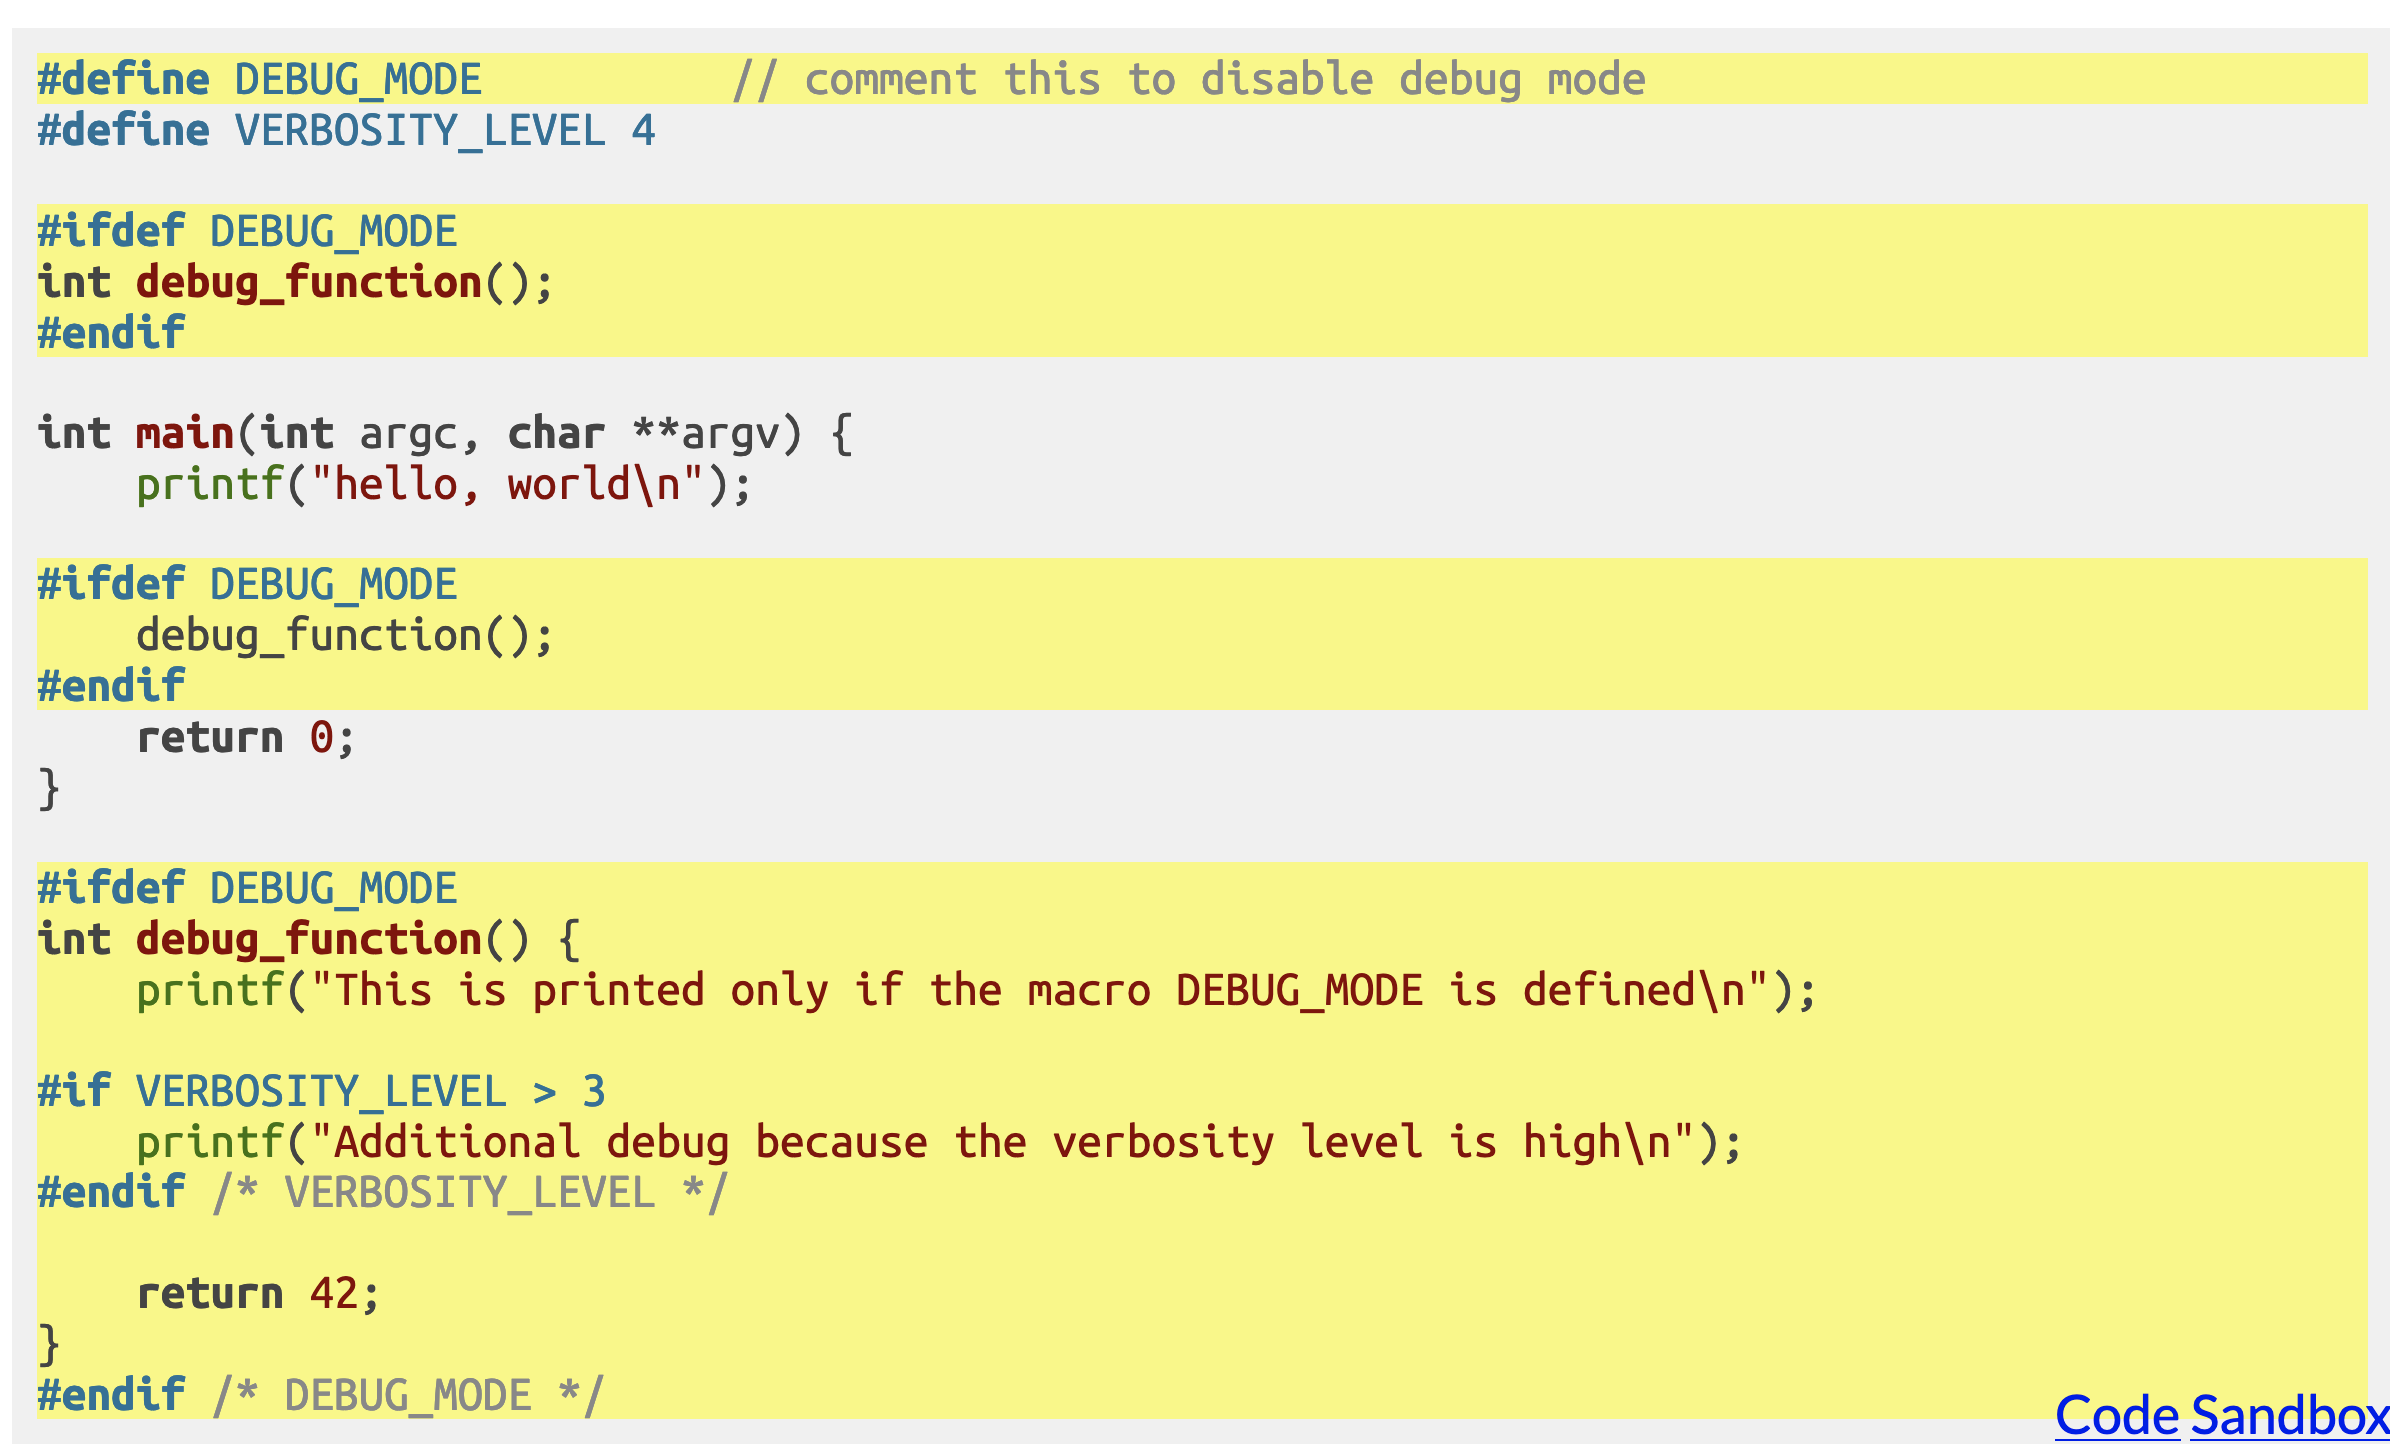 #define DEBUG_MODE          // comment this to disable debug mode
#define VERBOSITY_LEVEL 4

#ifdef DEBUG_MODE
int debug_function();
#endif

int main(int argc, char **argv) {
    printf("hello, world\n");

#ifdef DEBUG_MODE
    debug_function();
#endif
    return 0;
}

#ifdef DEBUG_MODE
int debug_function() {
    printf("This is printed only if the macro DEBUG_MODE is defined\n");

#if VERBOSITY_LEVEL > 3
    printf("Additional debug because the verbosity level is high\n");
#endif /* VERBOSITY_LEVEL */

    return 42;
}
#endif /* DEBUG_MODE */
Code Sandbox